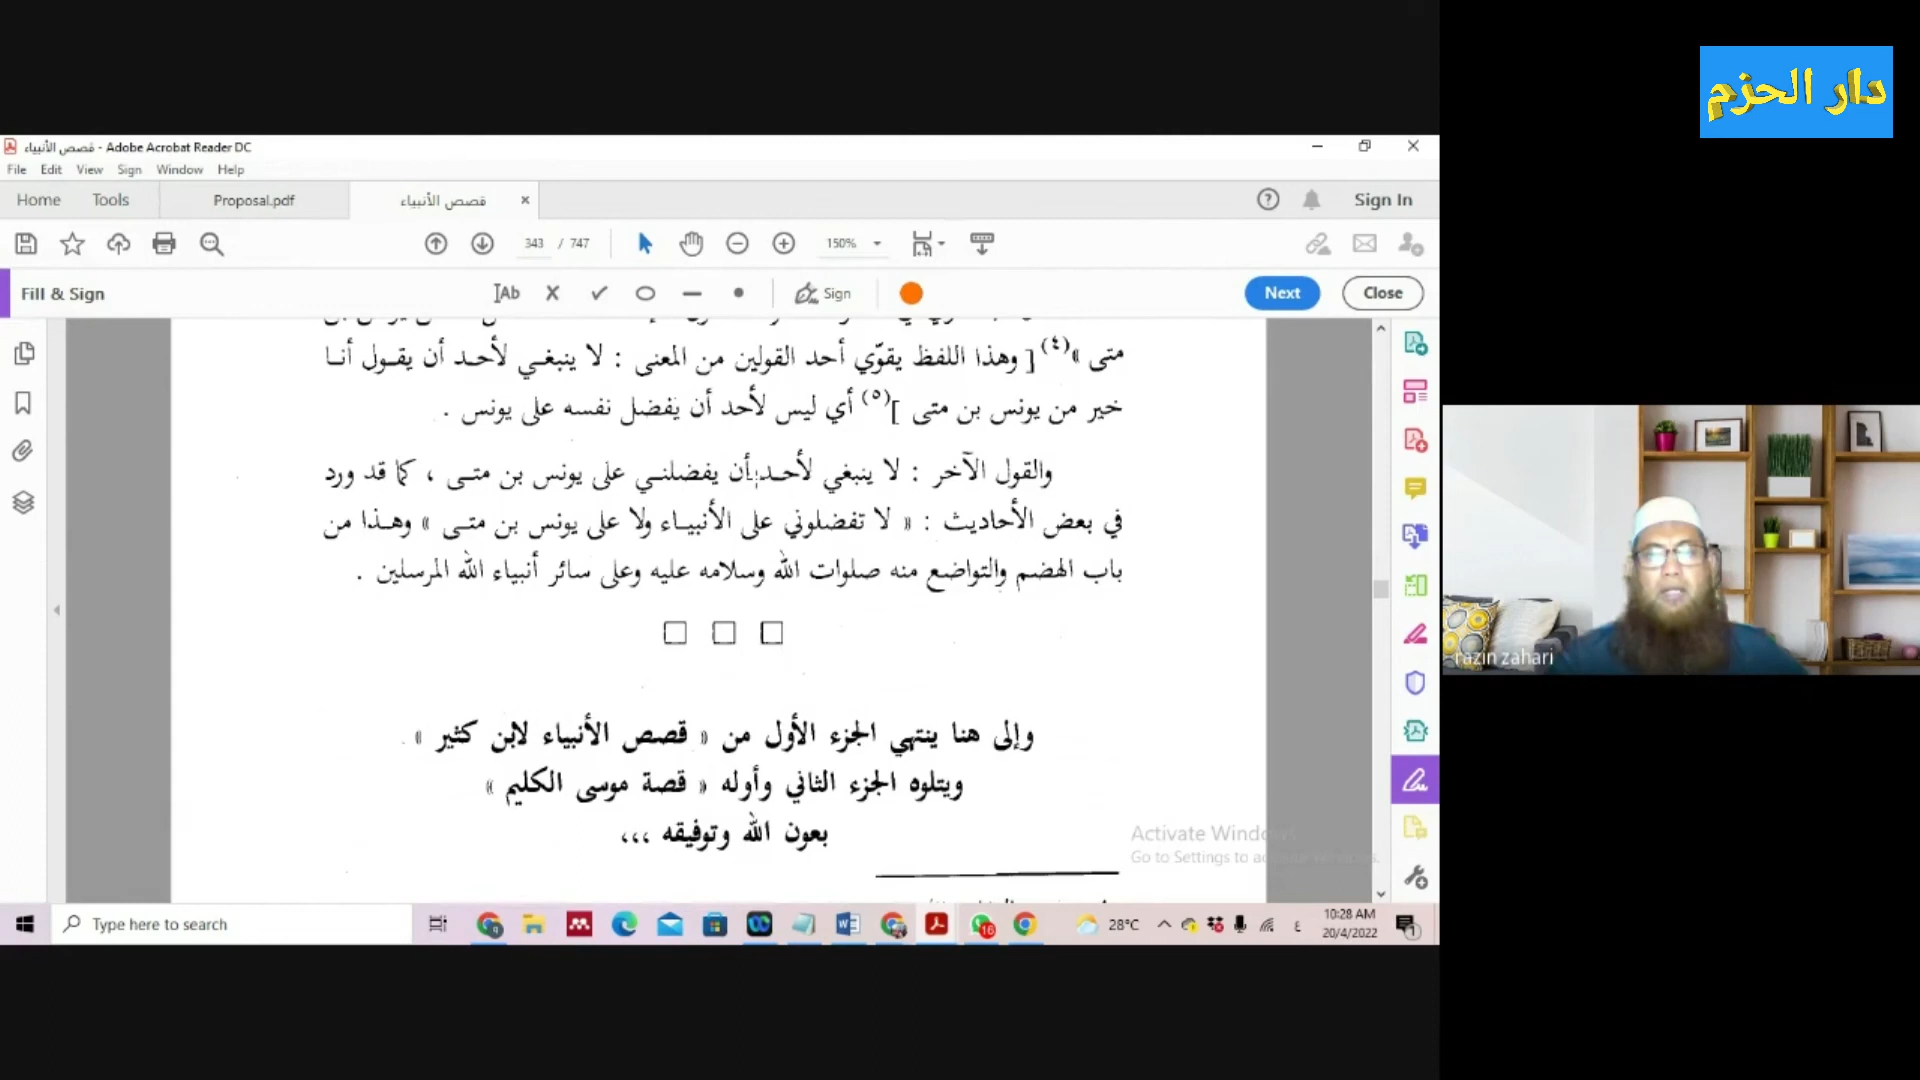 دار الحزم
قصص الأنبياء - Adobe Acrobat Reader DC
File Edit View Sign Window Help
Home Tools Proposal.pdf قصص الأنبياء Sign In
343 / 747 150%
Fill & Sign Sign Next Close
متى »(٤) [ وهذا اللفظ يقوّي أحد القولين من المعنى : لا ينبغي لأحد أن يقول أنا
خير من يونس بن متى ](٥) أي ليس لأحد أن يفضل نفسه على يونس .
والقول الآخر : لا ينبغي لأحد أن يفضلني على يونس بن متى ، كما قد ورد
في بعض الأحاديث : « لا تفضلوني على الأنبياء ولا على يونس بن متى » وهذا من
باب الهضم والتواضع منه صلوات الله وسلامه عليه وعلى سائر أنبياء الله المرسلين .
وإلى هنا ينتهي الجزء الأول من « قصص الأنبياء لابن كثير » .
ويتلوه الجزء الثاني وأوله « قصة موسى الكليم »
بعون الله وتوفيقه ،،،
Activate Windows
Go to Settings to activate Windows.
razin zahari
Type here to search
16
28°C
ع
10:28 AM
20/4/2022
1